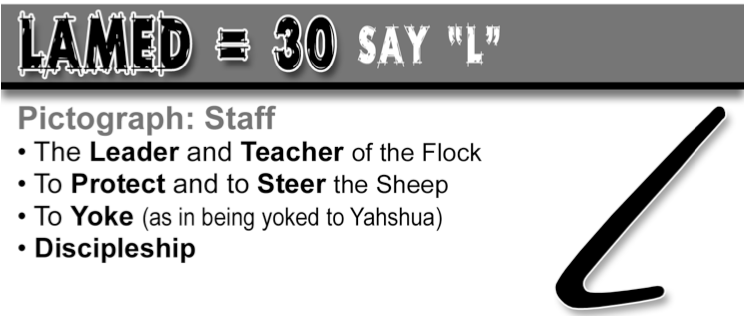 LAMED = 30 SAY "L"
Pictograph: Staff
• The Leader and Teacher of the Flock
• To Protect and to Steer the Sheep
• To Yoke (as in being yoked to Yahshua)
• Discipleship